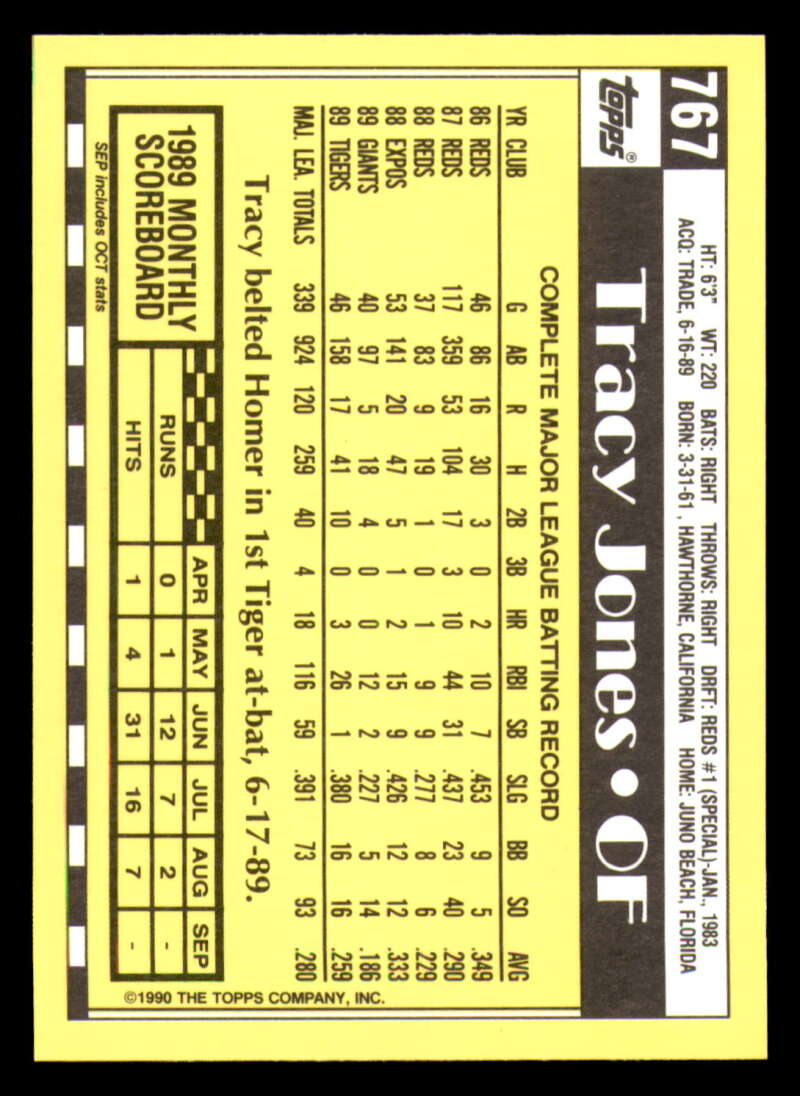 767
topps®
HT: 6'3" WT: 220 BATS: RIGHT THROWS: RIGHT DRFT: REDS #1 (SPECIAL)-JAN., 1983
ACQ: TRADE, 6-16-89 BORN: 3-31-61, HAWTHORNE, CALIFORNIA HOME: JUNO BEACH, FLORIDA
Tracy Jones • OF
COMPLETE MAJOR LEAGUE BATTING RECORD
YR CLUB G AB R H 2B 3B HR RBI SB SLG BB SO AVG
86 REDS 46 86 16 30 3 0 2 10 7 .453 9 5 .349
87 REDS 117 359 53 104 17 3 10 44 31 .437 23 40 .290
88 REDS 37 83 9 19 1 0 1 9 9 .277 8 6 .229
88 EXPOS 53 141 20 47 5 1 2 15 9 .426 12 12 .333
89 GIANTS 40 97 5 18 4 0 0 12 2 .227 5 14 .186
89 TIGERS 46 158 17 41 10 0 3 26 1 .380 16 16 .259
MAJ. LEA. TOTALS 339 924 120 259 40 4 18 116 59 .391 73 93 .280
Tracy belted Homer in 1st Tiger at-bat, 6-17-89.
1989 MONTHLY
SCOREBOARD
SEP includes OCT stats
APR MAY JUN JUL AUG SEP
RUNS 0 1 12 7 2 -
HITS 1 4 31 16 7 -
©1990 THE TOPPS COMPANY, INC.